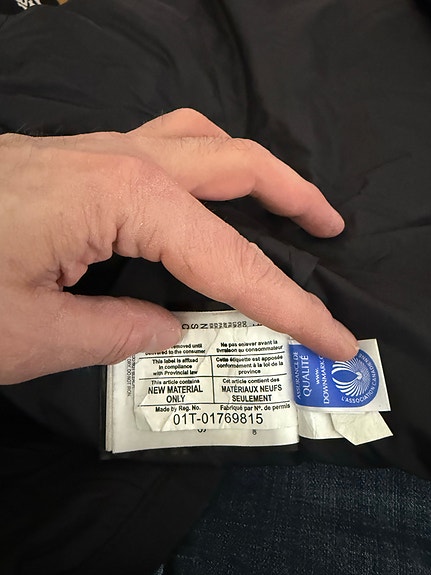 removed until
delivered to the consumer
Ne pas enlever avant la
livraison au consommateur
This label is affixed
in compliance
with Provincial law
Cette étiquette est apposée
conformément à la loi de la
province
This article contains
NEW MATERIAL
ONLY
Cet article contient des
MATÉRIAUX NEUFS
SEULEMENT
Made by Reg. No.
Fabriqué par Nº. de permis
01T-01769815
QUALITÉ
WWW.
L'ASSOCIATION